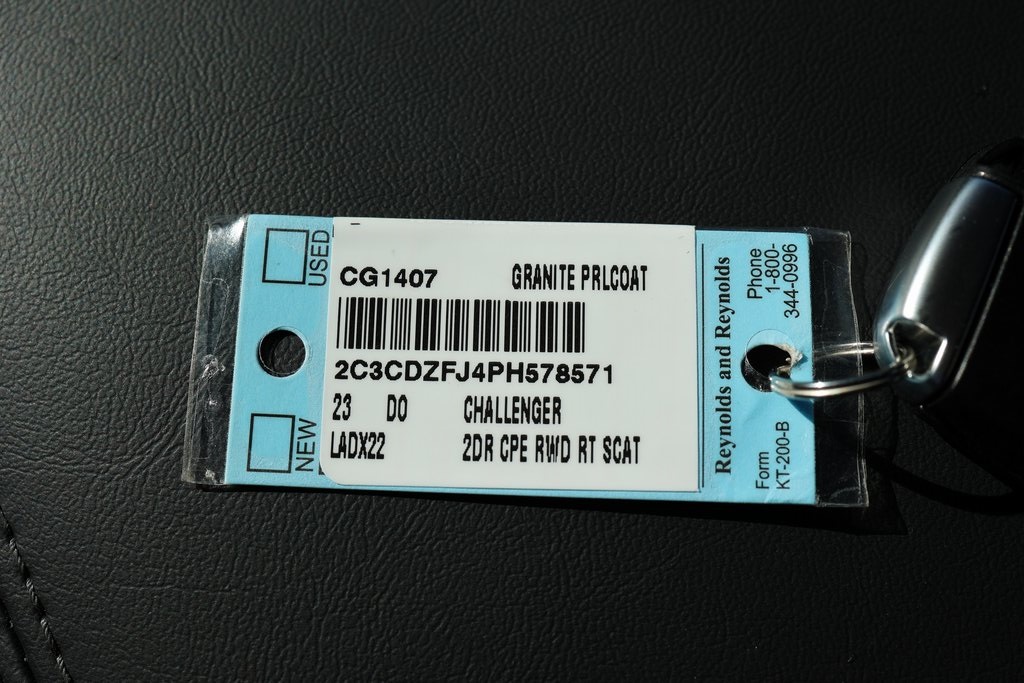 USED
NEW
CG1407 GRANITE PRLCOAT
2C3CDZFJ4PH578571
23 DO CHALLENGER
LADX22 2DR CPE RWD RT SCAT
Reynolds and Reynolds
Phone
1-800-
344-0996
Form
KT-200-B